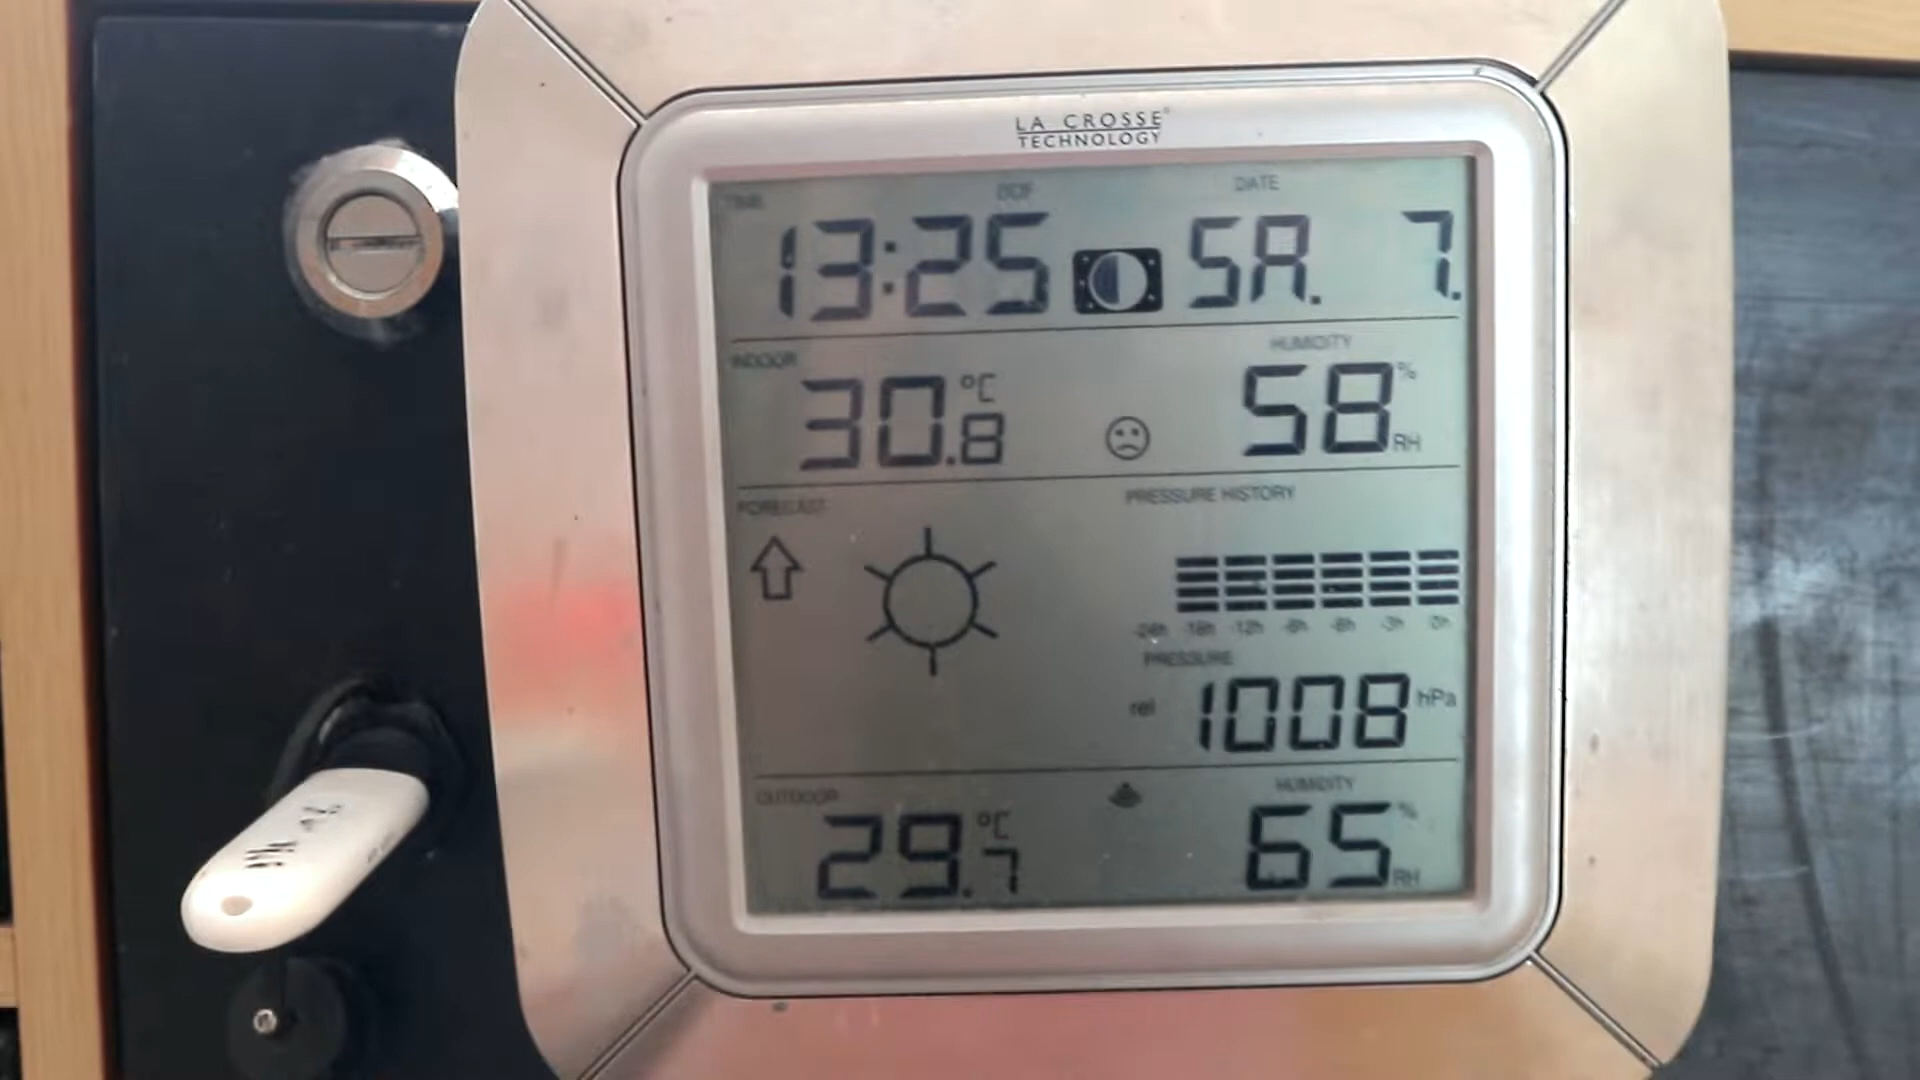 LA CROSSE
TECHNOLOGY
TIME DCF DATE
13:25 SA. 7.
INDOOR HUMIDITY
30.8 °C 58 % RH
FORECAST PRESSURE HISTORY
-24h -18h -12h -3h 0h
PRESSURE
rel 1008 hPa
OUTDOOR HUMIDITY
29.7 °C 65 % RH